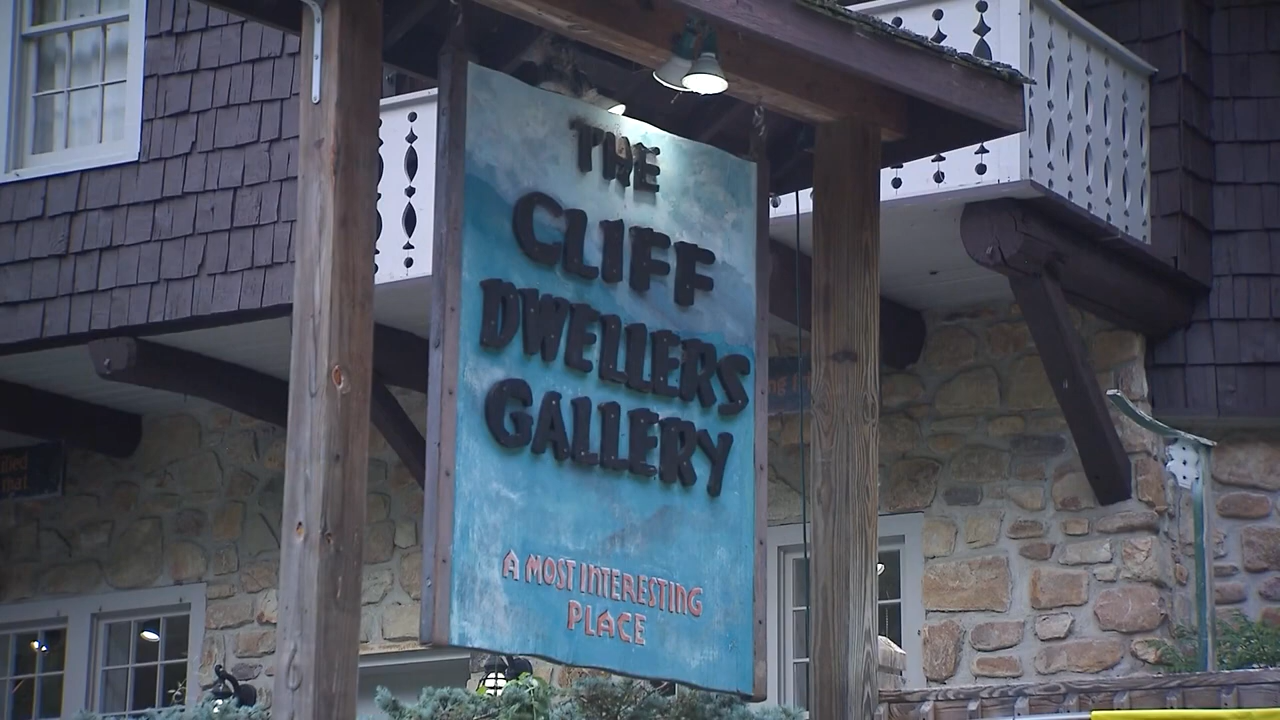 THE
CLIFF
DWELLERS
GALLERY
A MOST INTERESTING
PLACE